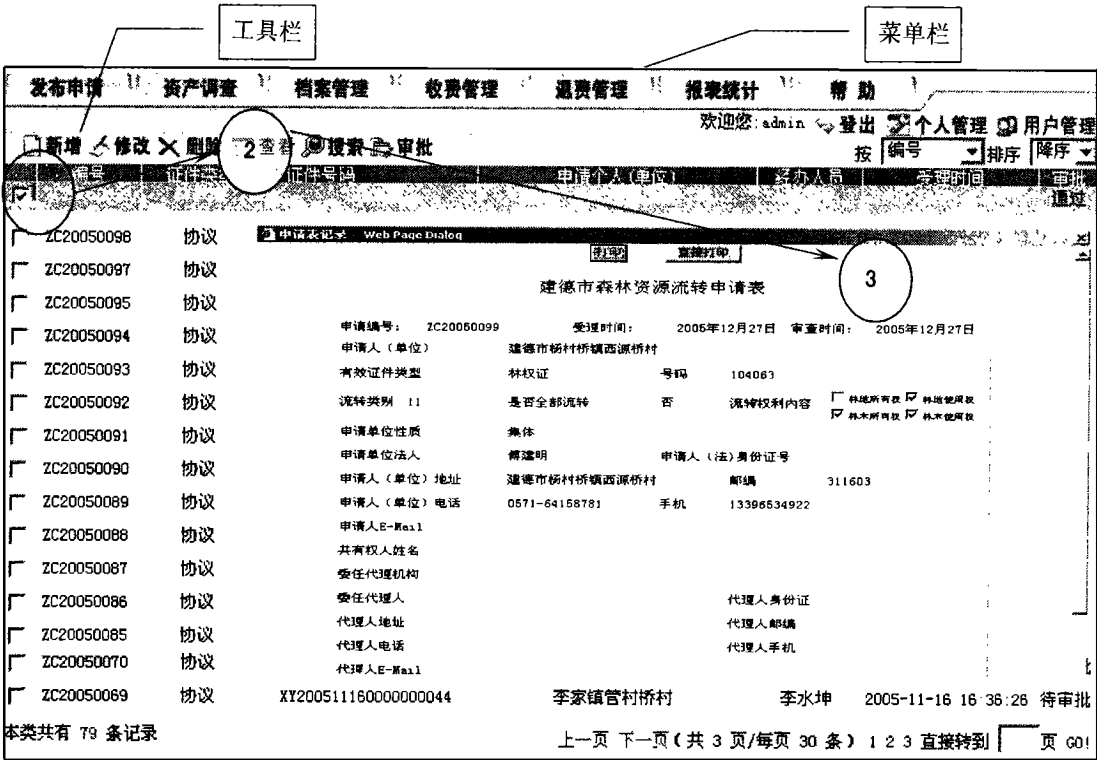 工具栏 菜单栏
发布申请 资产调查 档案管理 收费管理 退费管理 报表统计 帮 助
欢迎您:admin 登出 个人管理 用户管理
新增 修改 删除 2 查看 搜索 审批
按 编号 排序 降序
编号 证件类型 证件号码 申请个人(单位) 经办人员 受理时间 审批
通过
ZC20050098 协议 申请表记录 -- Web Page Dialog
打印 直接打印
ZC20050097 协议
建德市森林资源流转申请表 3
ZC20050095 协议
申请编号: ZC20050099 受理时间: 2005年12月27日 审查时间: 2005年12月27日
ZC20050094 协议
申请人(单位) 建德市杨村桥镇西源桥村
ZC20050093 协议 有效证件类型 林权证 号码 104063
ZC20050092 协议 流转类别 11 是否全部流转 否 流转权利内容 林地所有权 林地使用权
林木所有权 林木使用权
ZC20050091 协议 申请单位性质 集体
申请单位法人 傅建明 申请人(法)身份证号
ZC20050090 协议
申请人(单位)地址 建德市杨村桥镇西源桥村 邮编 311603
ZC20050089 协议 申请人(单位)电话 0571-64158781 手机 13396534922
ZC20050088 协议 申请人E-Mail
共有权人姓名
ZC20050087 协议 委任代理机构
ZC20050086 协议 委任代理人 代理人身份证
代理人地址 代理人邮编
ZC20050085 协议
代理人电话 代理人手机
ZC20050070 协议
代理人E-Mail
ZC20050069 协议 XY200511160000000044 李家镇管村桥村 李水坤 2005-11-16 16:36:26 待审批
本类共有 79 条记录
上一页 下一页(共 3 页/每页 30 条) 1 2 3 直接转到 页 GO!